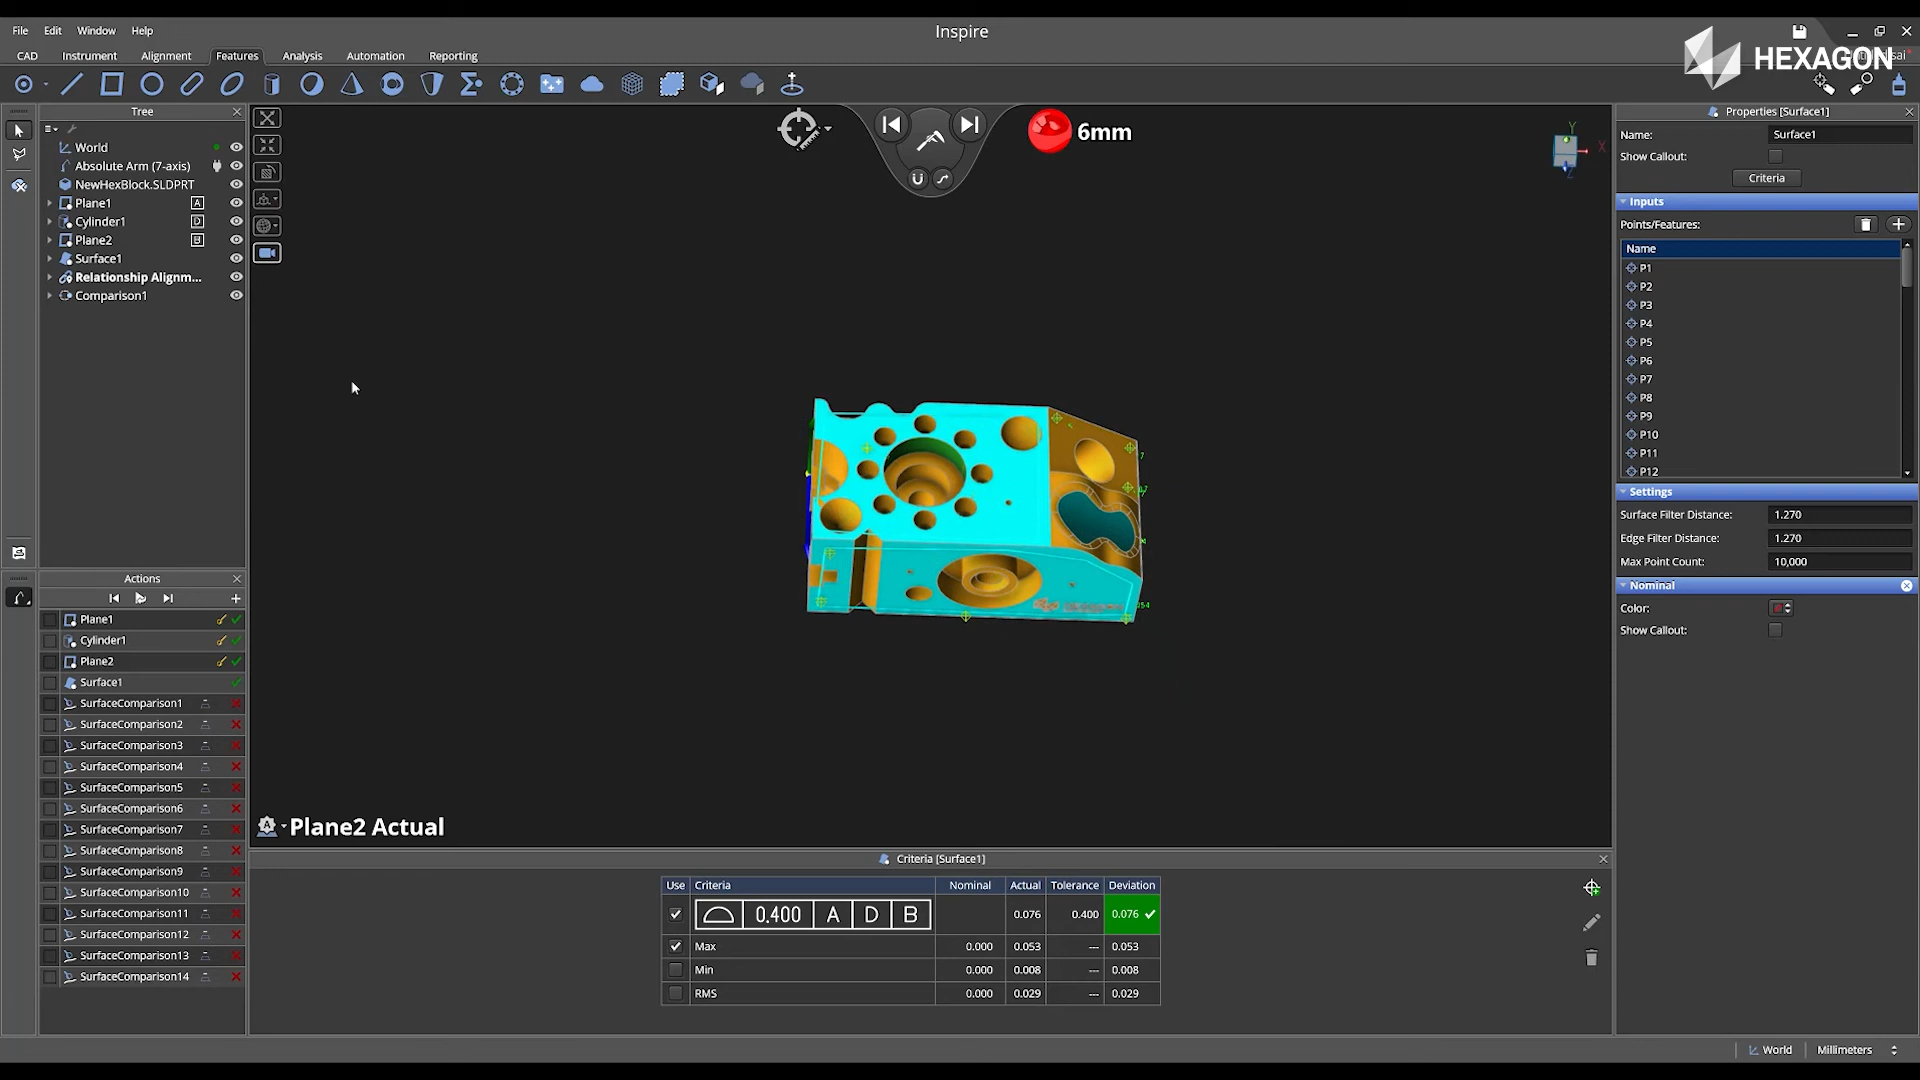 File Edit Window Help
Inspire
CAD Instrument Alignment Features Analysis Automation Reporting
HEXAGON
Tree
World
Absolute Arm (7-axis)
NewHexBlock.SLDPRT
Plane1 A
Cylinder1 D
Plane2 B
Surface1
Relationship Alignm...
Comparison1
6mm
Y
X
Z
Plane2 Actual
Actions
Plane1
Cylinder1
Plane2
Surface1
SurfaceComparison1
SurfaceComparison2
SurfaceComparison3
SurfaceComparison4
SurfaceComparison5
SurfaceComparison6
SurfaceComparison7
SurfaceComparison8
SurfaceComparison9
SurfaceComparison10
SurfaceComparison11
SurfaceComparison12
SurfaceComparison13
SurfaceComparison14
Criteria [Surface1]
Use Criteria Nominal Actual Tolerance Deviation
0.400 A D B 0.076 0.400 0.076
Max 0.000 0.053 --- 0.053
Min 0.000 0.008 --- 0.008
RMS 0.000 0.029 --- 0.029
Properties [Surface1]
Name: Surface1
Show Callout:
Criteria
Inputs
Points/Features:
Name
P1
P2
P3
P4
P5
P6
P7
P8
P9
P10
P11
P12
Settings
Surface Filter Distance: 1.270
Edge Filter Distance: 1.270
Max Point Count: 10,000
Nominal
Color:
Show Callout:
World Millimeters